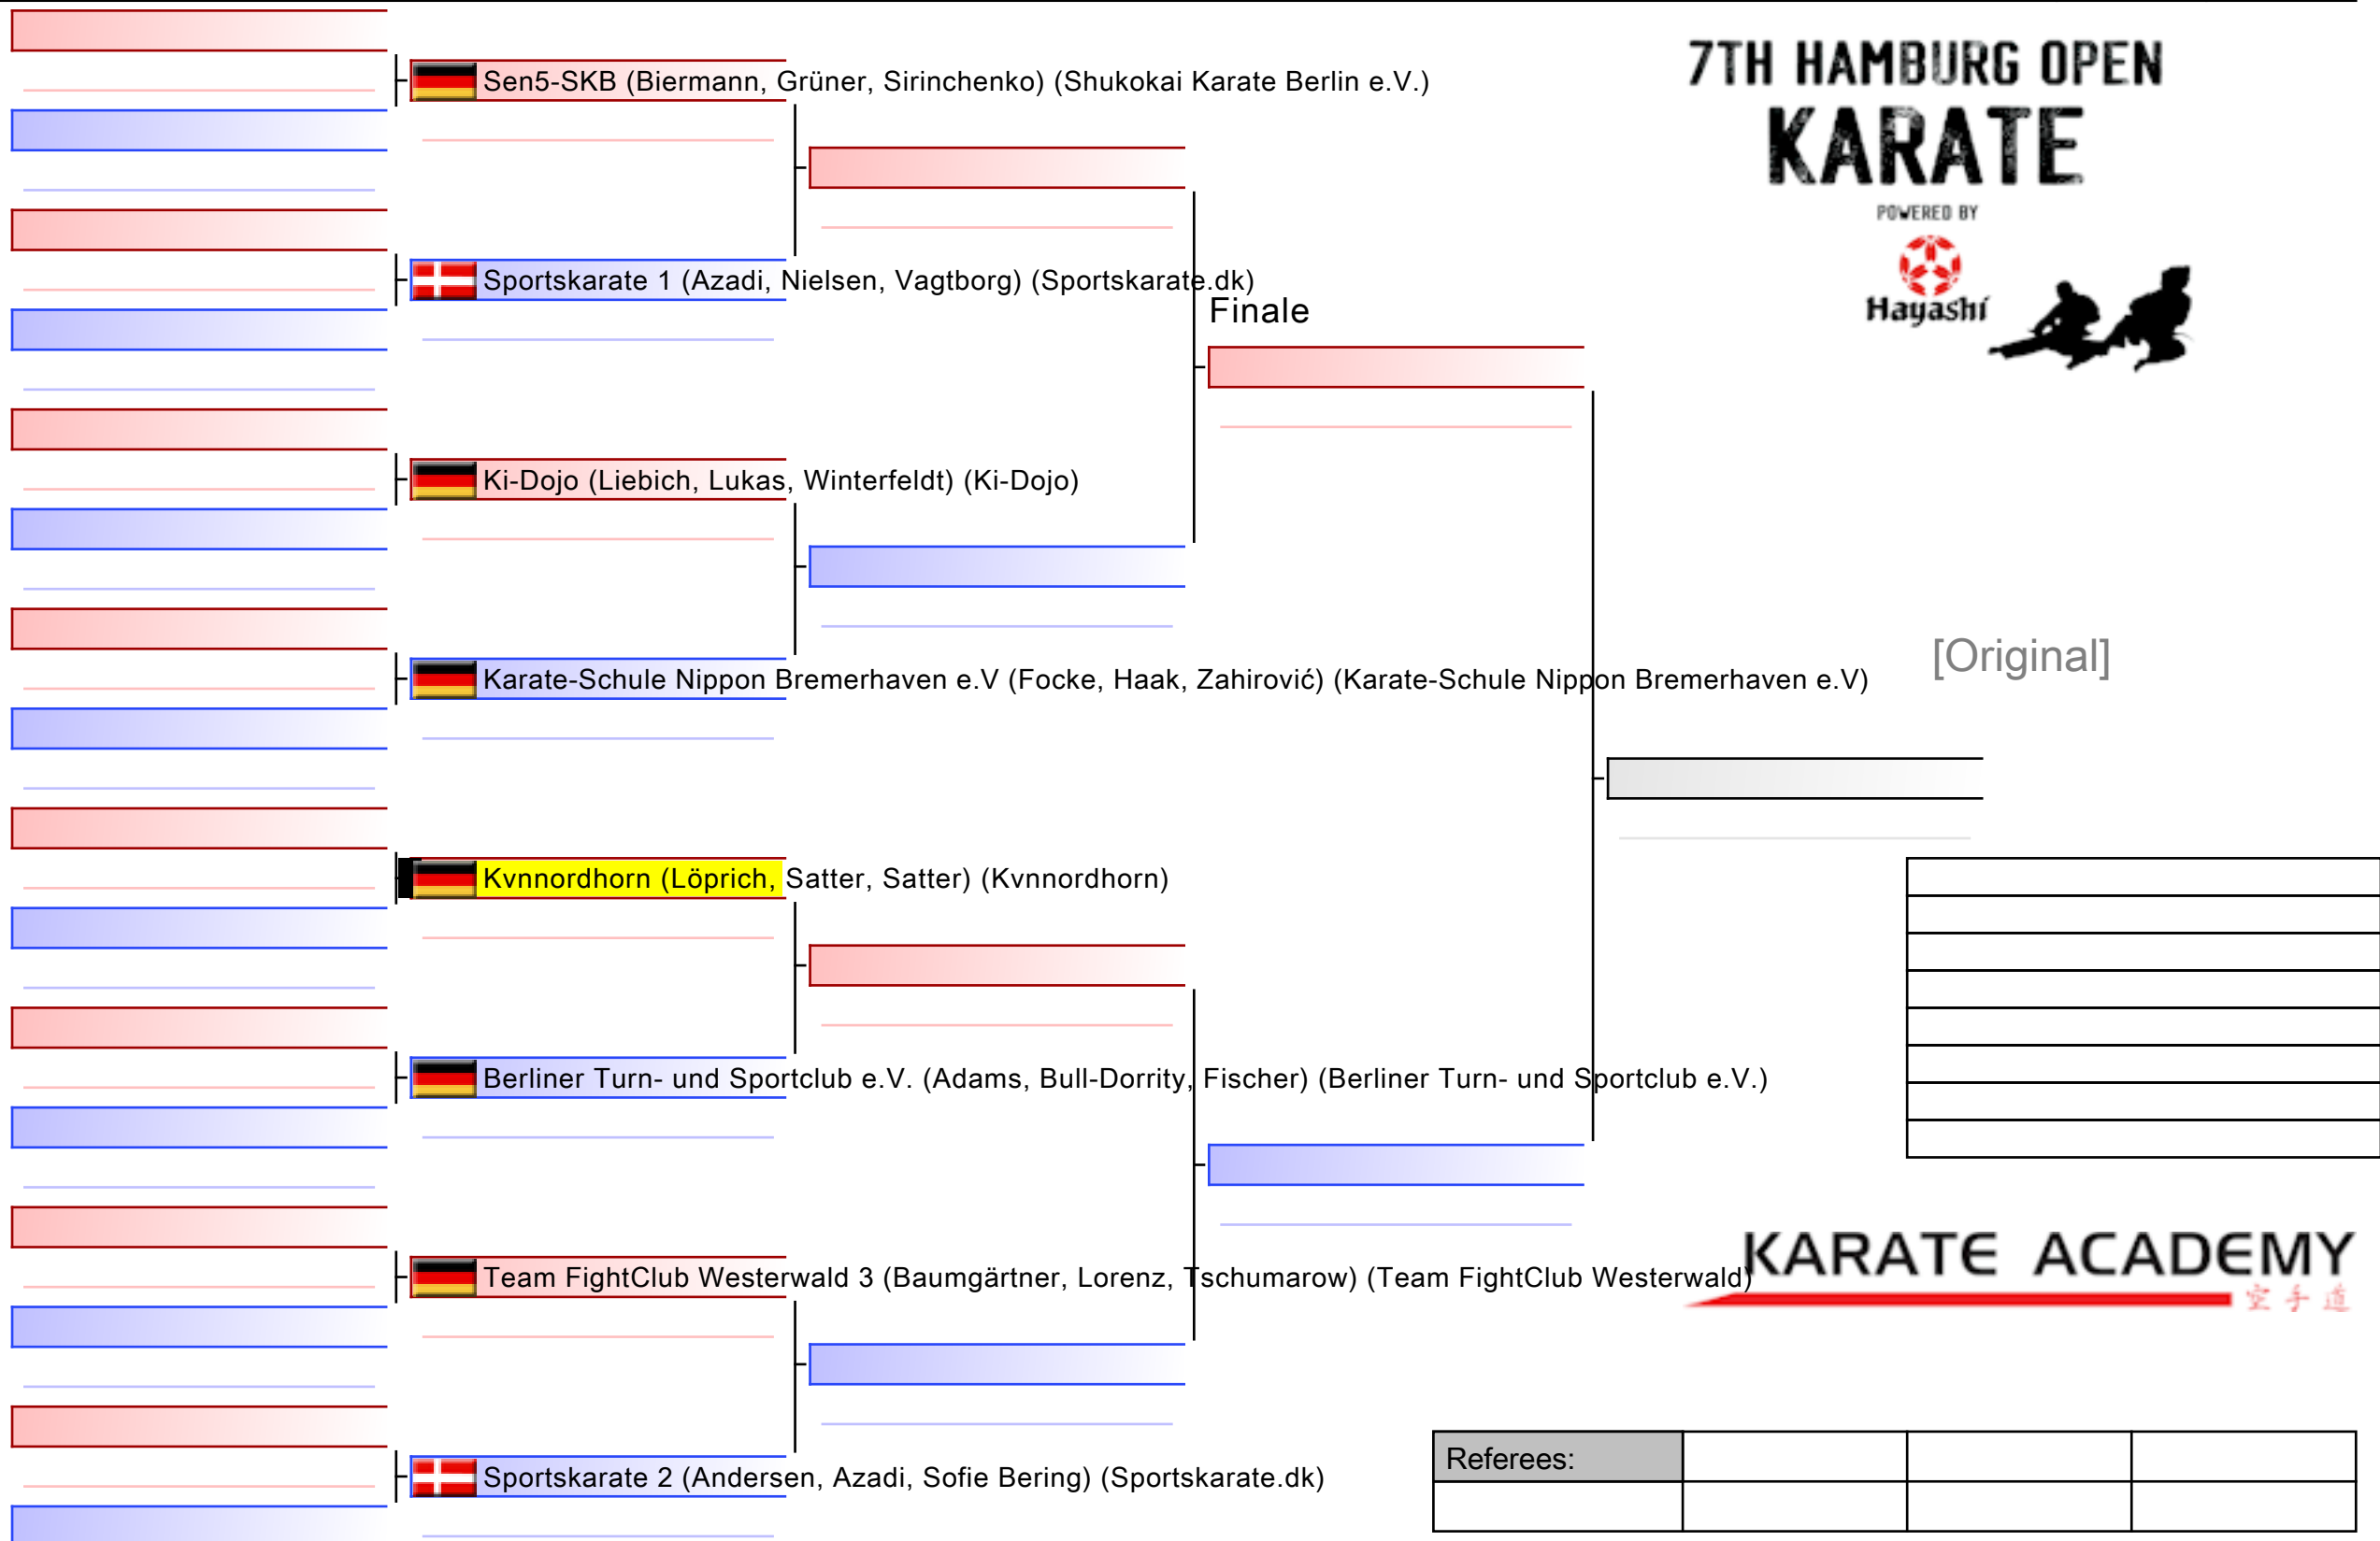 7TH HAMBURG OPEN
KARATE
POWERED BY
Hayashi
Sen5-SKB (Biermann, Grüner, Sirinchenko) (Shukokai Karate Berlin e.V.)
Sportskarate 1 (Azadi, Nielsen, Vagtborg) (Sportskarate.dk)
Finale
Ki-Dojo (Liebich, Lukas, Winterfeldt) (Ki-Dojo)
[Original]
Karate-Schule Nippon Bremerhaven e.V (Focke, Haak, Zahirović) (Karate-Schule Nippon Bremerhaven e.V)
Kvnnordhorn (Löprich, Satter, Satter) (Kvnnordhorn)
Berliner Turn- und Sportclub e.V. (Adams, Bull-Dorrity, Fischer) (Berliner Turn- und Sportclub e.V.)
Team FightClub Westerwald 3 (Baumgärtner, Lorenz, Tschumarow) (Team FightClub Westerwald)
KARATE ACADEMY
空手道
Referees:
Sportskarate 2 (Andersen, Azadi, Sofie Bering) (Sportskarate.dk)